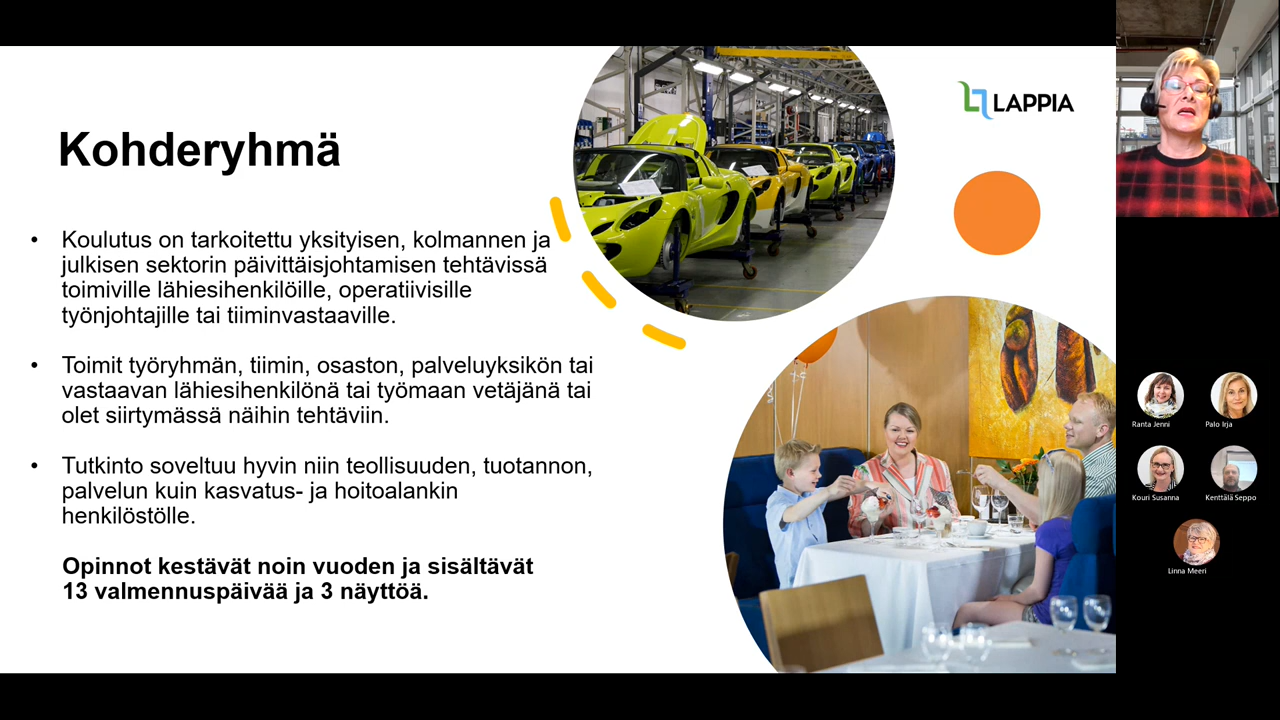 LAPPIA
Kohderyhmä
• Koulutus on tarkoitettu yksityisen, kolmannen ja
julkisen sektorin päivittäisjohtamisen tehtävissä
toimiville lähiesihenkilöille, operatiivisille
työnjohtajille tai tiiminvastaaville.
• Toimit työryhmän, tiimin, osaston, palveluyksikön tai
vastaavan lähiesihenkilönä tai työmaan vetäjänä tai
olet siirtymässä näihin tehtäviin.
• Tutkinto soveltuu hyvin niin teollisuuden, tuotannon,
palvelun kuin kasvatus- ja hoitoalankin
henkilöstölle.
Opinnot kestävät noin vuoden ja sisältävät
13 valmennuspäivää ja 3 näyttöä.
Ranta Jenni
Palo Irja
Kouri Susanna
Kenttälä Seppo
Linna Meeri